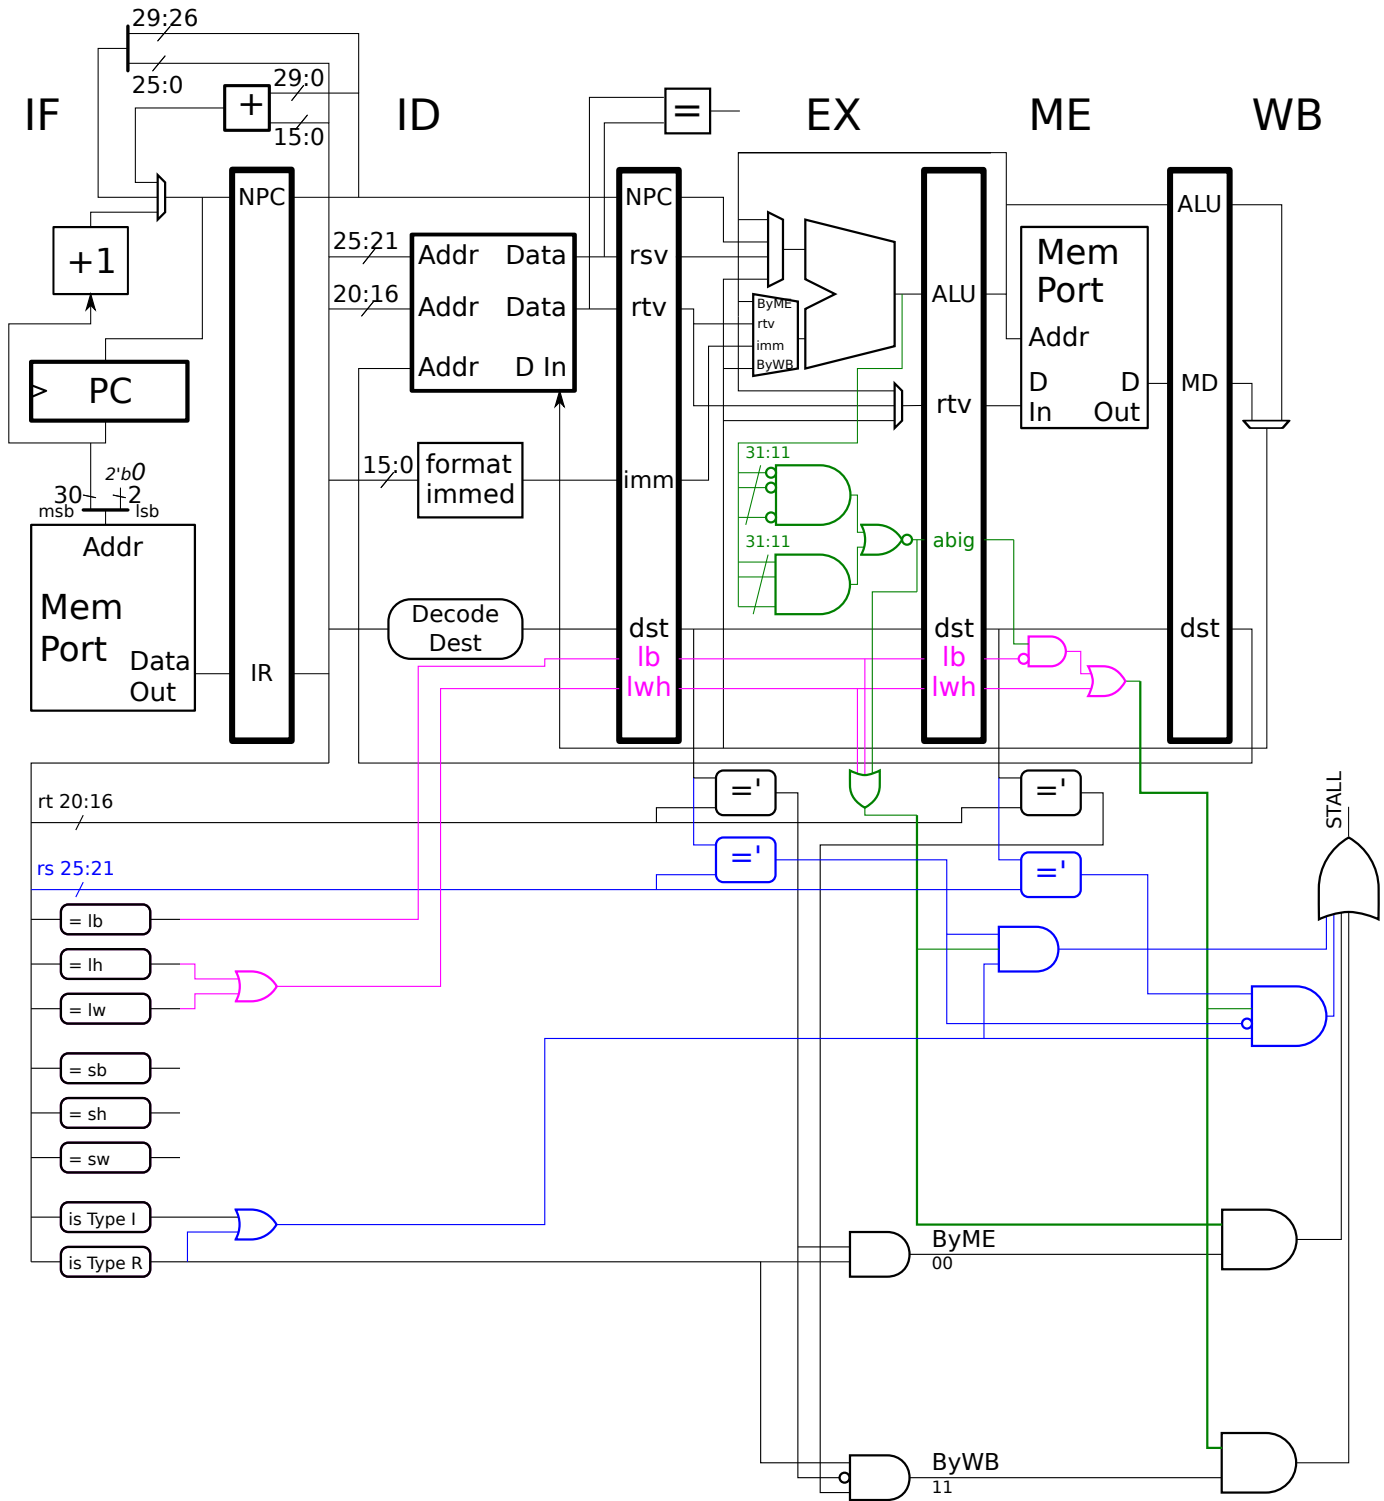 29:26
25:0
29:0
15:0
+
=
IF
ID
EX
ME
WB
NPC
NPC
ALU
+1
25:21
Addr
Data
rsv
Mem
Port
20:16
Addr
Data
rtv
ALU
ByME
rtv
imm
ByWB
Addr
Addr
D In
PC
rtv
D
In
D
Out
MD
15:0
format
immed
imm
31:11
31:11
abig
2'b0
30
2
msb
lsb
Addr
Mem
Port
Data
Out
IR
Decode
Dest
dst
lb
lwh
dst
lb
lwh
dst
rt 20:16
='
='
STALL
rs 25:21
='
='
= lb
= lh
= lw
= sb
= sh
= sw
is Type I
is Type R
ByME
00
ByWB
11